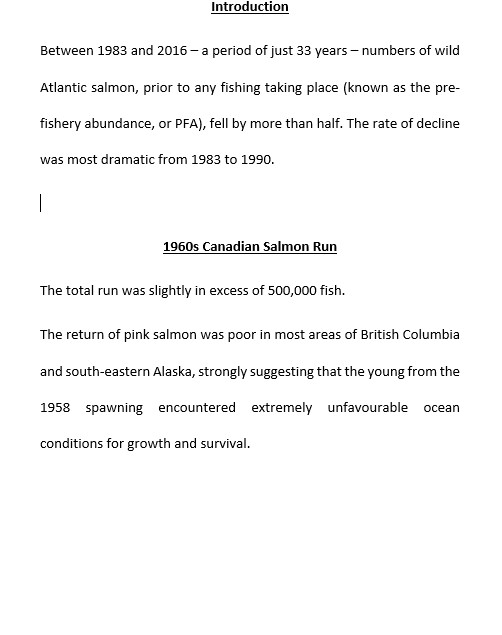 Introduction
Between 1983 and 2016 – a period of just 33 years – numbers of wild
Atlantic salmon, prior to any fishing taking place (known as the pre-
fishery abundance, or PFA), fell by more than half. The rate of decline
was most dramatic from 1983 to 1990.
1960s Canadian Salmon Run
The total run was slightly in excess of 500,000 fish.
The return of pink salmon was poor in most areas of British Columbia
and south-eastern Alaska, strongly suggesting that the young from the
1958 spawning encountered extremely unfavourable ocean
conditions for growth and survival.